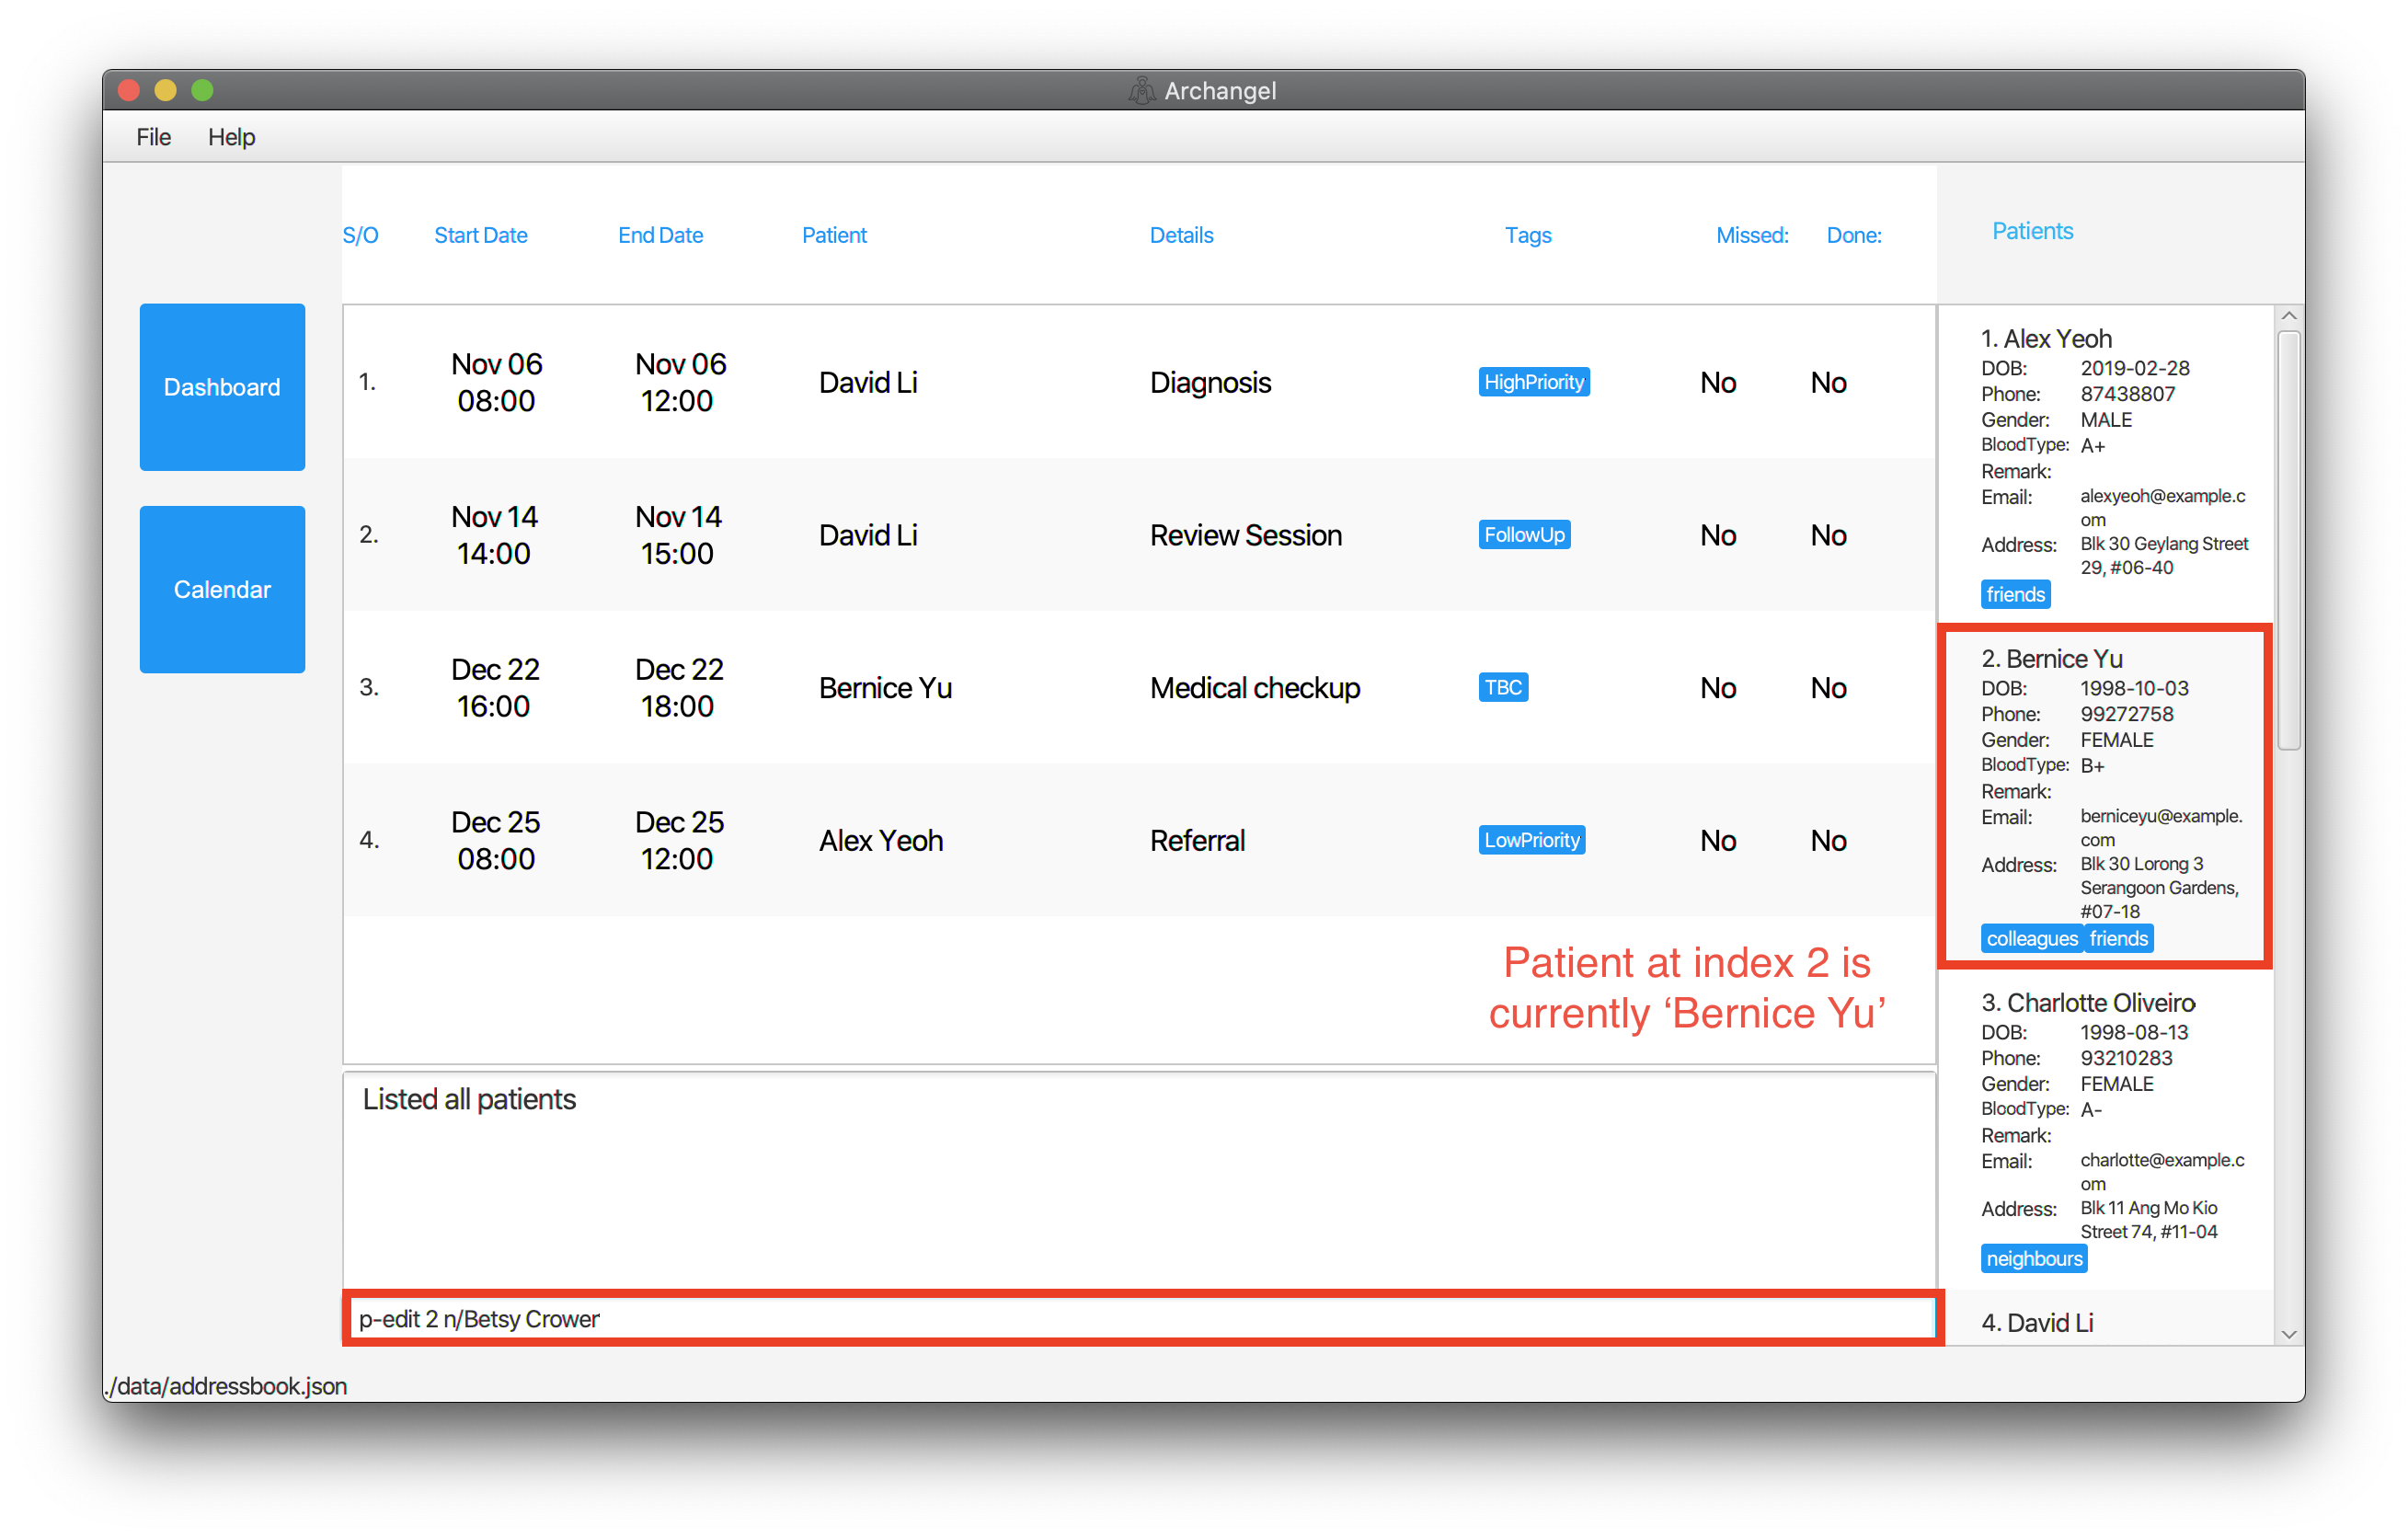 Archangel
File Help
S/O Start Date End Date Patient Details Tags Missed: Done:
Patients
Dashboard
Calendar
1. Nov 06 08:00 Nov 06 12:00 David Li Diagnosis HighPriority No No
2. Nov 14 14:00 Nov 14 15:00 David Li Review Session FollowUp No No
3. Dec 22 16:00 Dec 22 18:00 Bernice Yu Medical checkup TBC No No
4. Dec 25 08:00 Dec 25 12:00 Alex Yeoh Referral LowPriority No No
Patient at index 2 is
currently ‘Bernice Yu’
Listed all patients
p-edit 2 n/Betsy Crower
1. Alex Yeoh
DOB: 2019-02-28
Phone: 87438807
Gender: MALE
BloodType: A+
Remark:
Email: alexyeoh@example.c
om
Address: Blk 30 Geylang Street
29, #06-40
friends
2. Bernice Yu
DOB: 1998-10-03
Phone: 99272758
Gender: FEMALE
BloodType: B+
Remark:
Email: berniceyu@example.
com
Address: Blk 30 Lorong 3
Serangoon Gardens,
#07-18
colleagues friends
3. Charlotte Oliveiro
DOB: 1998-08-13
Phone: 93210283
Gender: FEMALE
BloodType: A-
Remark:
Email: charlotte@example.c
om
Address: Blk 11 Ang Mo Kio
Street 74, #11-04
neighbours
4. David Li
./data/addressbook.json